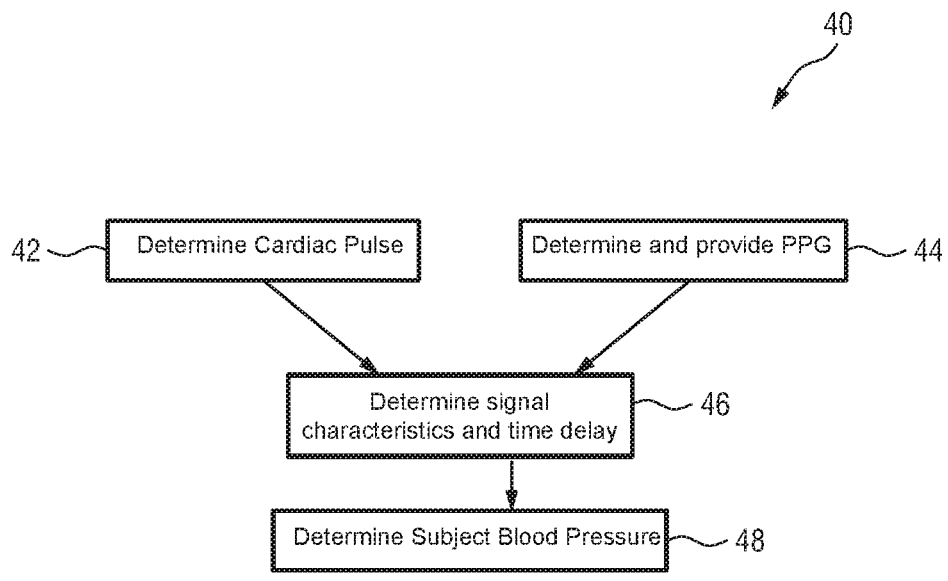 40
42
Determine Cardiac Pulse
Determine and provide PPG
44
Determine signal
characteristics and time delay
46
Determine Subject Blood Pressure
48